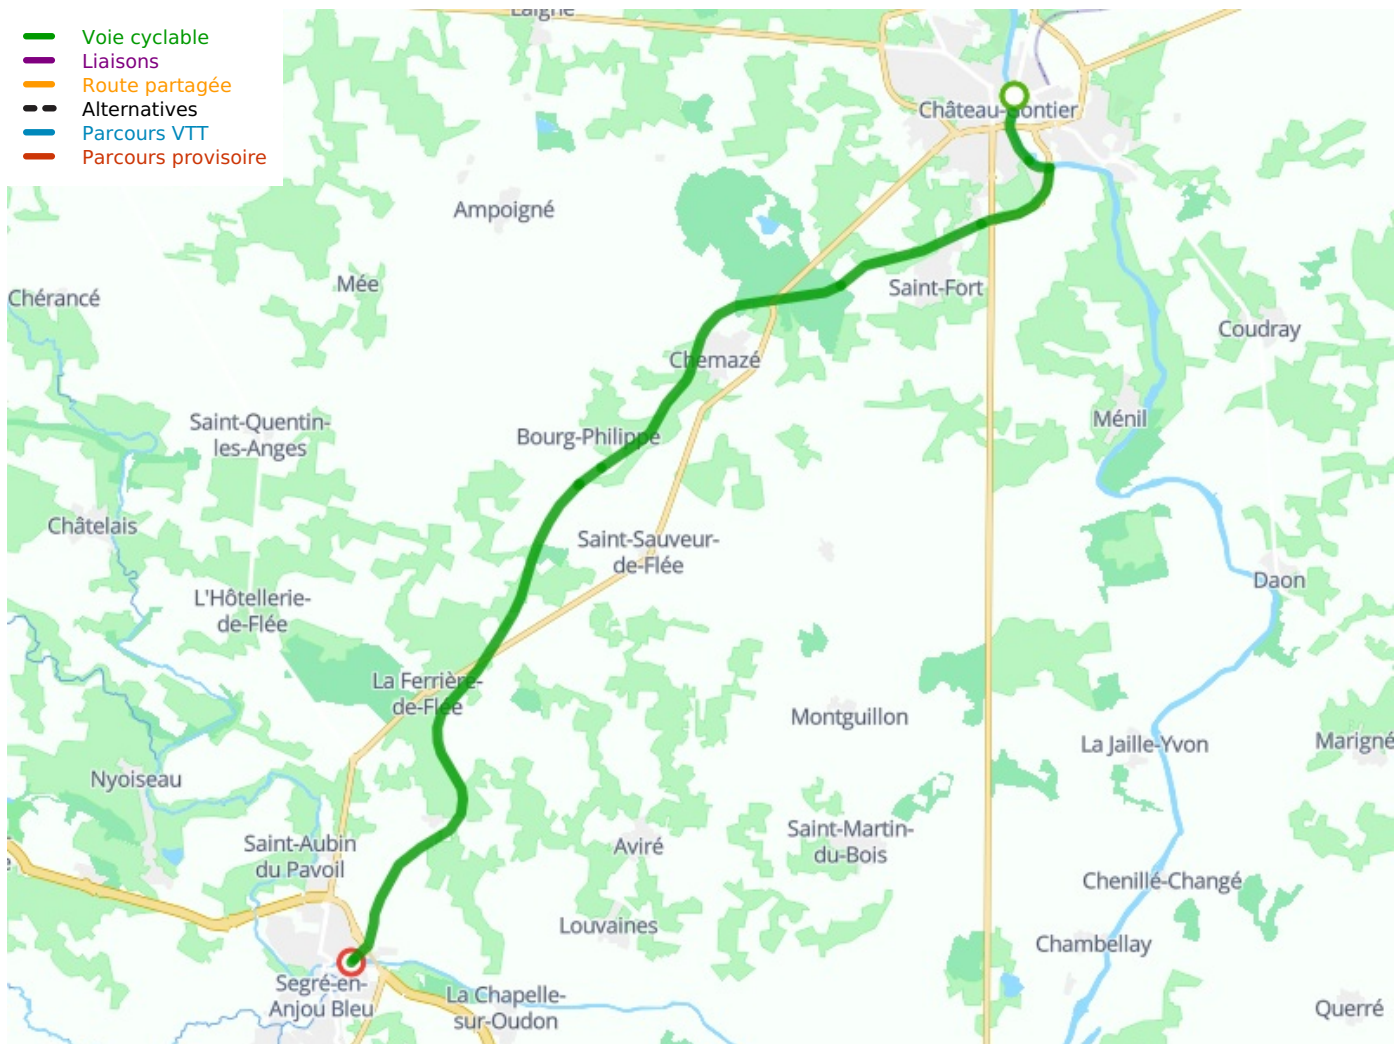 Laigné
Voie cyclable
Liaisons
Route partagée
Alternatives
Parcours VTT
Parcours provisoire
Château-Gontier
Ampoigné
Mée
Chérancé
Saint-Fort
Coudray
Chemazé
Saint-Quentin-
les-Anges
Bourg-Philippe
Ménil
Châtelais
Saint-Sauveur-
de-Flée
Daon
L'Hôtellerie-
de-Flée
La Ferrière-
de-Flée
Montguillon
La Jaille-Yvon
Marigné
Nyoiseau
Saint-Aubin
du Pavoil
Aviré
Saint-Martin-
du-Bois
e
Chenillé-Changé
Louvaines
Chambellay
Segré-en-
Anjou Bleu
La Chapelle-
sur-Oudon
Querré